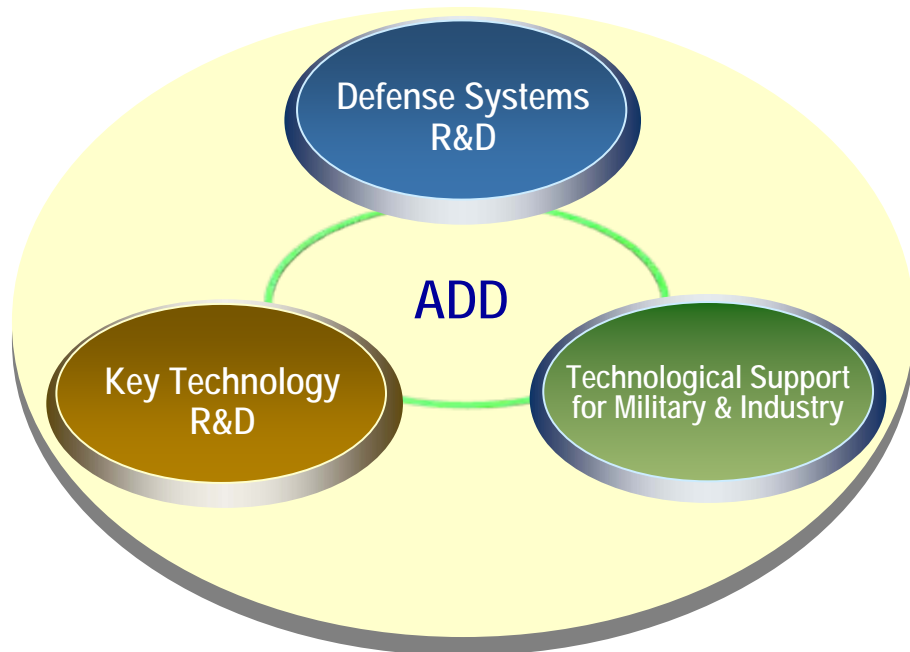 Defense Systems
R&D
ADD
Key Technology
R&D
Technological Support
for Military & Industry